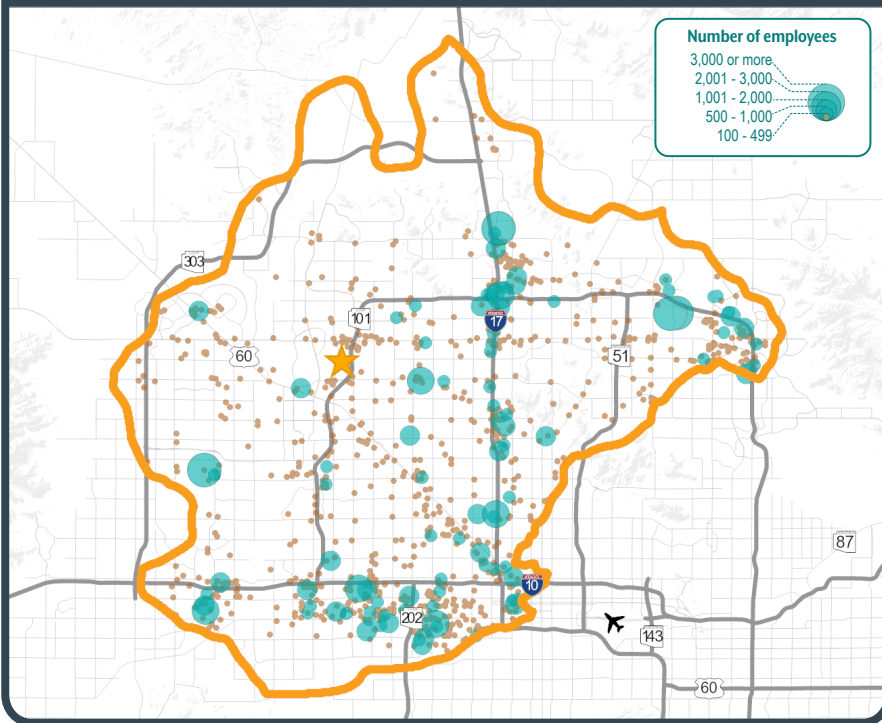 Number of employees
3,000 or more
2,001 - 3,000
1,001 - 2,000
500 - 1,000
100 - 499
303
101
17
60
51
87
10
202
143
60